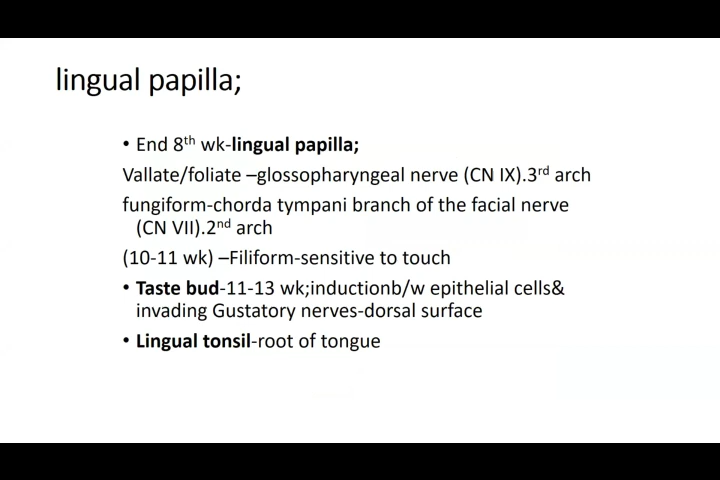 lingual papilla;
• End 8th wk-lingual papilla;
Vallate/foliate –glossopharyngeal nerve (CN IX).3rd arch
fungiform-chorda tympani branch of the facial nerve
(CN VII).2nd arch
(10-11 wk) –Filiform-sensitive to touch
• Taste bud-11-13 wk;inductionb/w epithelial cells&
invading Gustatory nerves-dorsal surface
• Lingual tonsil-root of tongue